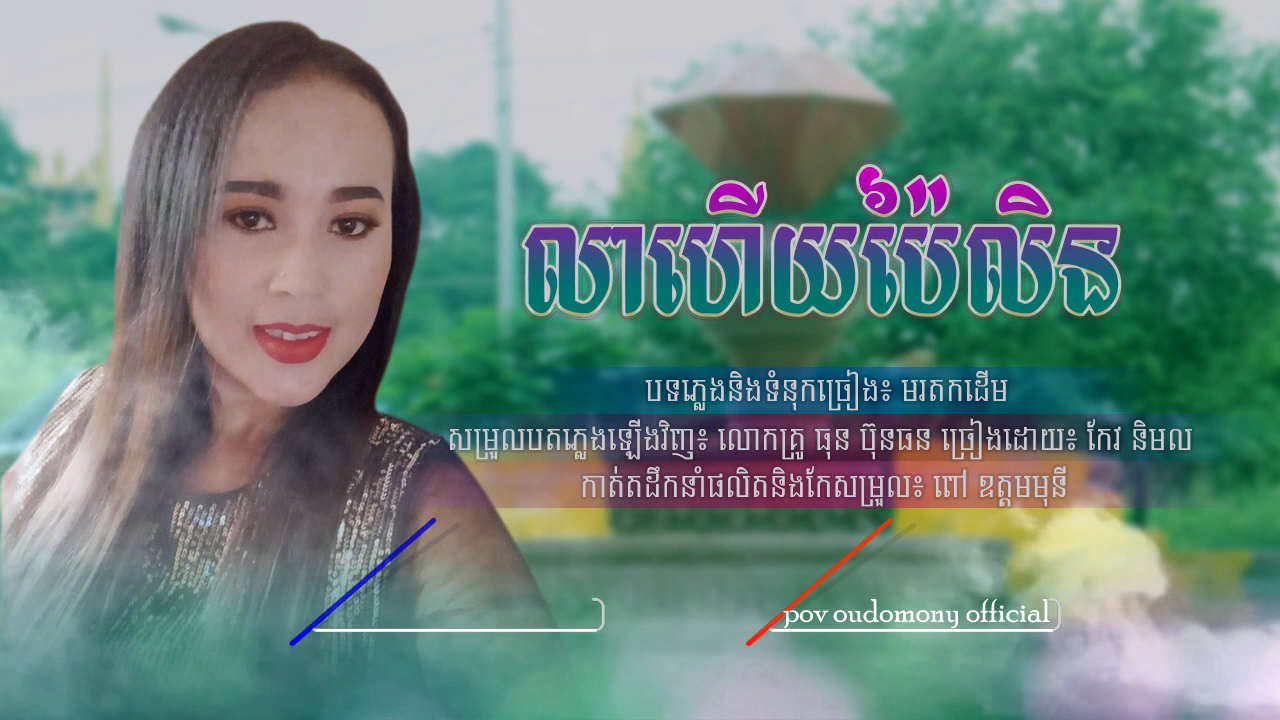 លាហើយប៉ៃលិន
បទភ្លេងនិងទំនុកច្រៀង៖ មរតកដើម
សម្រួលបតភ្លេងឡើងវិញ៖ លោកគ្រូ ធុន ប៊ុនធន ច្រៀងដោយ៖ កែវ និមល
កាត់តដឹកនាំផលិតនិងកែសម្រួល៖ ពៅ ឧត្តមមុនី
pov oudomony official